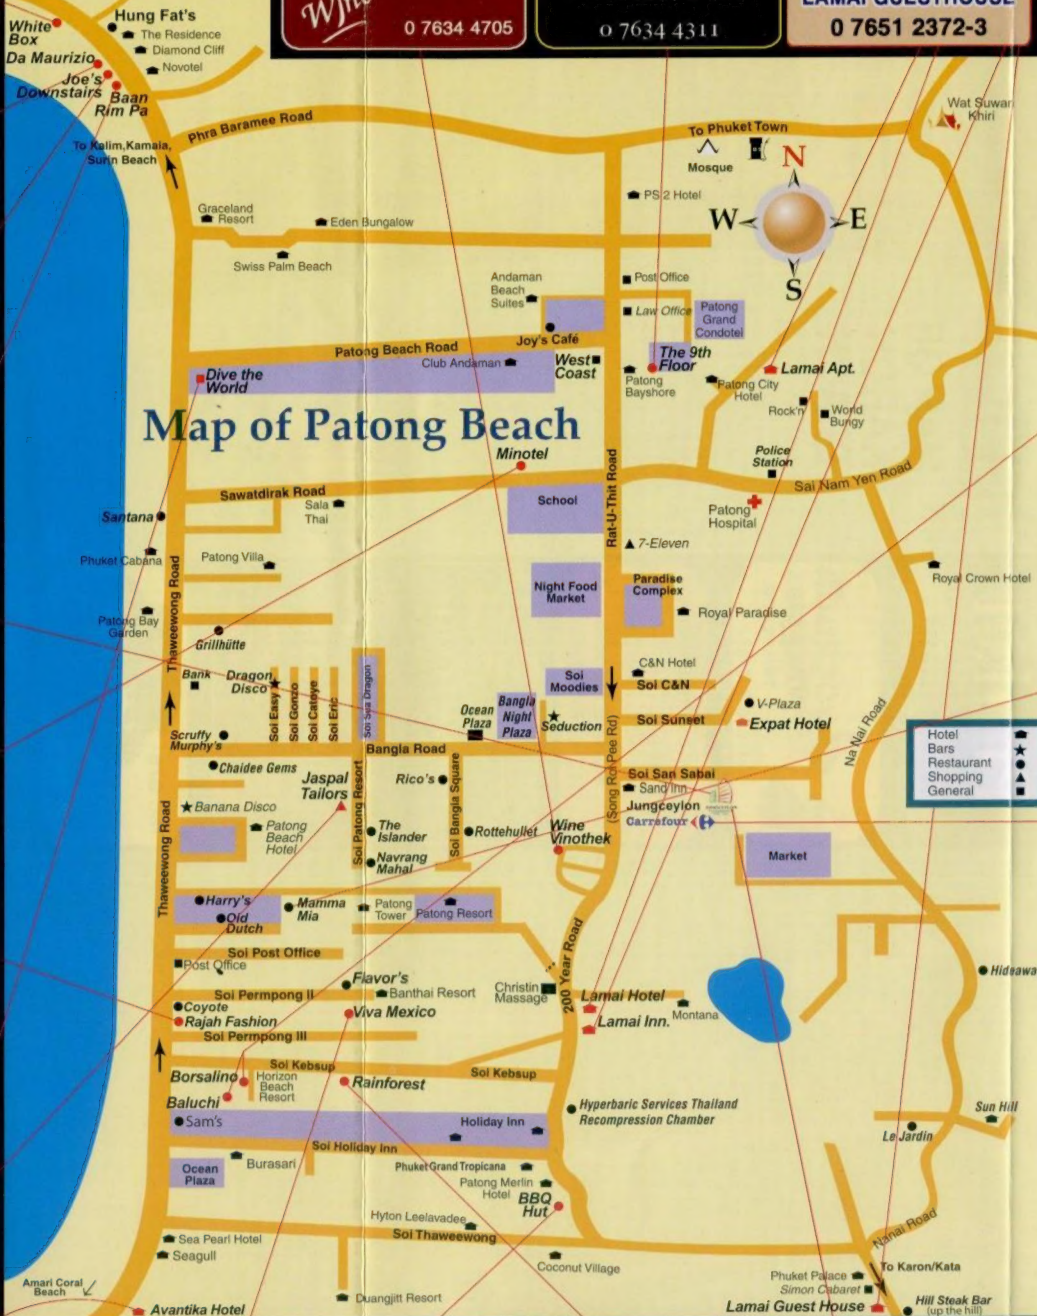 0 7634 4705
0 7634 4311
LAMAI GUESTHOUSE
0 7651 2372-3
White
Box
Hung Fat's
The Residence
Diamond Cliff
Novotel
Da Maurizio
Joe's
Downstairs
Baan
Rim Pa
To Kalim,Kamala,
Surin Beach
Phra Baramee Road
To Phuket Town
Mosque
Wat Suwan
Khiri
N
W
E
S
PS 2 Hotel
Graceland
Resort
Eden Bungalow
Swiss Palm Beach
Andaman
Beach
Suites
Post Office
Law Office
Patong
Grand
Condotel
Joy's Café
Patong Beach Road
Club Andaman
West
Coast
The 9th
Floor
Patong
Bayshore
Patong City
Hotel
Lamai Apt.
Rock'n
World
Bungy
Dive the
World
Map of Patong Beach
Minotel
Police
Station
Sai Nam Yen Road
Sawatdirak Road
Sala
Thai
School
Rat-U-Thit Road
Patong
Hospital
Santana
7-Eleven
Phuket Cabana
Patong Villa
Night Food
Market
Paradise
Complex
Royal Paradise
Royal Crown Hotel
Patong Bay
Garden
Thaweewong Road
Grillhütte
Bank
Dragon
Disco
Soi Easy
Soi Gonzo
Soi Catoye
Soi Eric
Soi Sea Dragon
Soi
Moodies
C&N Hotel
Soi C&N
Ocean
Plaza
Bangla
Night
Plaza
Seduction
Soi Sunset
V-Plaza
Expat Hotel
Na Nai Road
Scruffy
Murphy's
Bangla Road
Hotel
Bars
Restaurant
Shopping
General
Chaidee Gems
Jaspal
Tailors
Rico's
Soi San Sabai
Sand Inn
Jungceylon
Carrefour
Banana Disco
Patong
Beach
Hotel
Soi Patong Resort
Soi Bangla Square
The
Islander
Navrang
Mahal
Rottehullet
Wine
Vinothek
Market
Thaweewong Road
Harry's
Old
Dutch
Mamma
Mia
Patong
Tower
Patong Resort
Soi Post Office
Post Office
200 Year Road
Flavor's
Banthai Resort
Christin
Massage
Lamai Hotel
Montana
Hideawa
Soi Permpong II
Coyote
Rajah Fashion
Viva Mexico
Lamai Inn.
Soi Permpong III
Soi Kebsup
Soi Kebsup
Borsalino
Horizon
Beach
Resort
Rainforest
Baluchi
Sam's
Holiday Inn
Hyperbaric Services Thailand
Recompression Chamber
Sun Hill
Le Jardin
Soi Holiday Inn
Ocean
Plaza
Burasari
Phuket Grand Tropicana
Patong Merlin
Hotel
BBQ
Hut
Hyton Leelavadee
Soi Thaweewong
Nanai Road
Sea Pearl Hotel
Seagull
Coconut Village
To Karon/Kata
Amari Coral
Beach
Duangjitt Resort
Phuket Palace
Simon Cabaret
Avantika Hotel
Lamai Guest House
Hill Steak Bar
(up the hill)